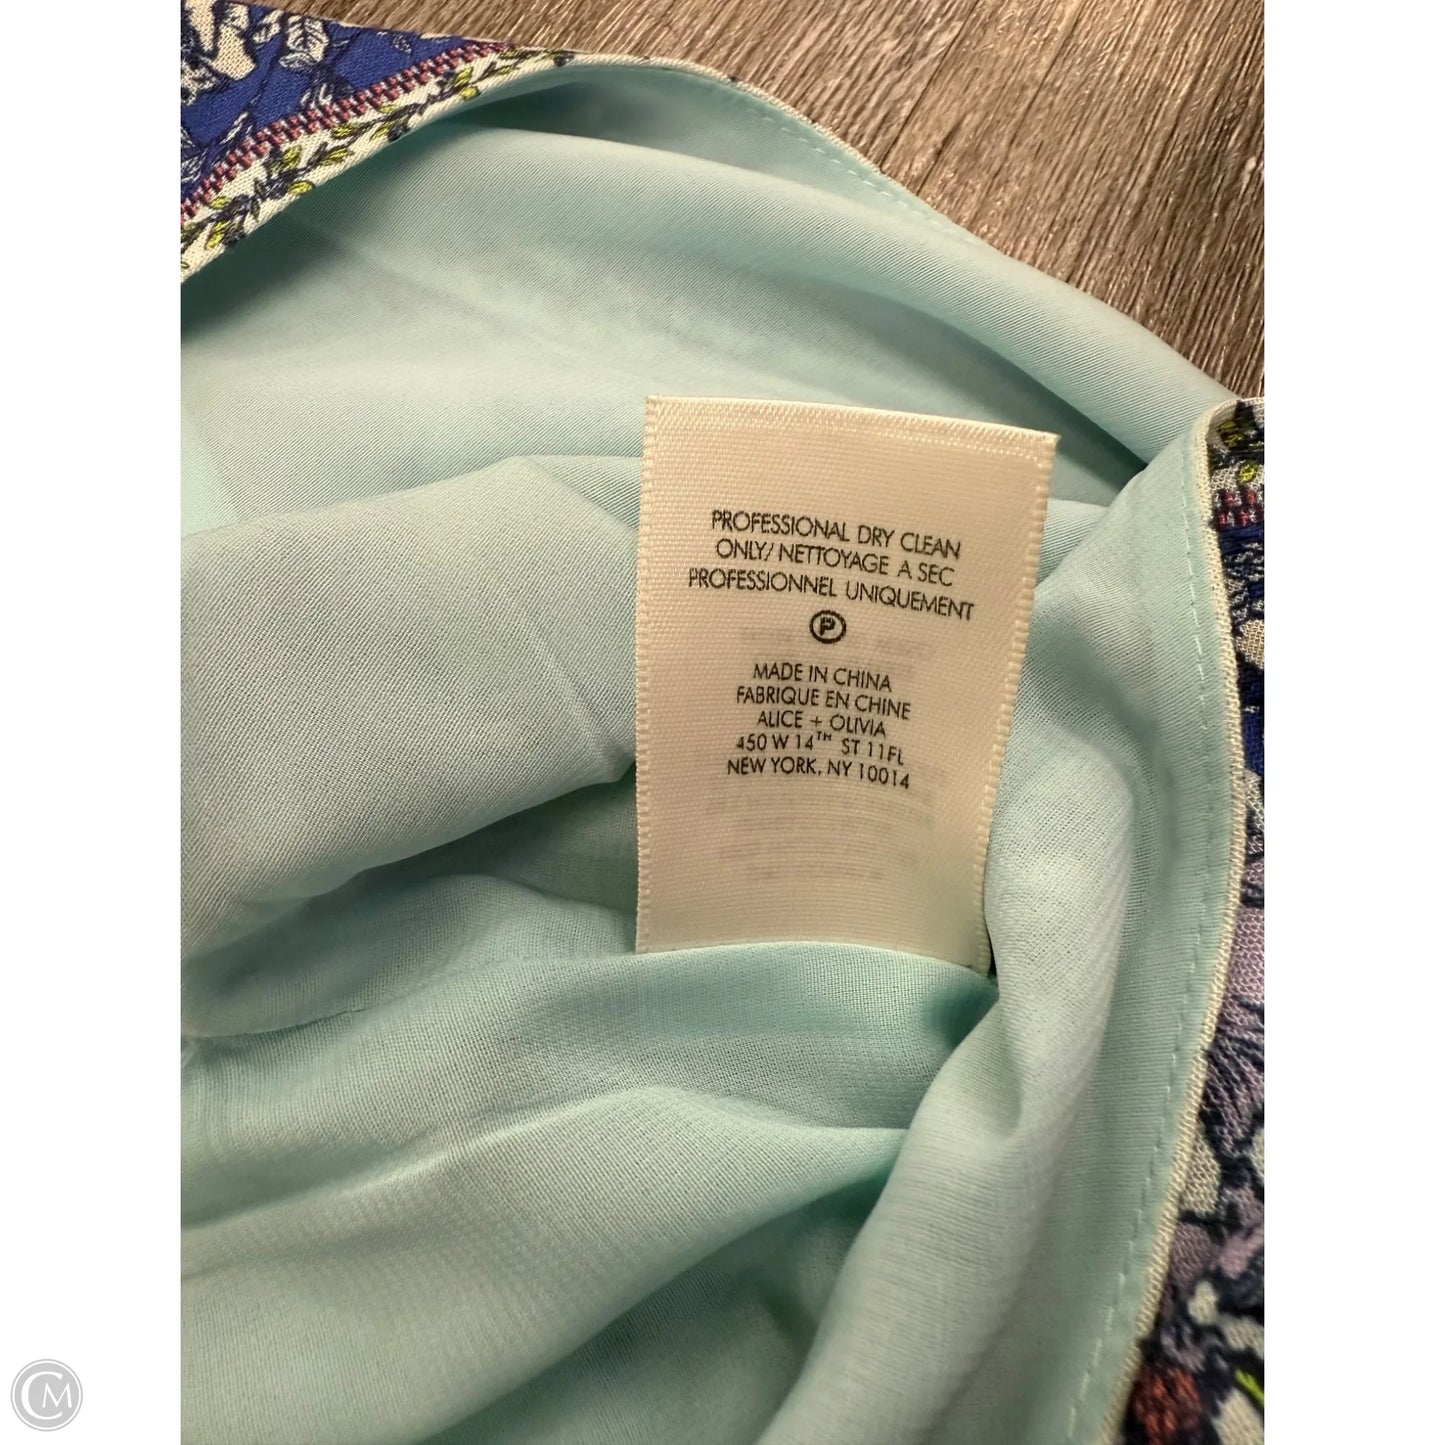 PROFESSIONAL DRY CLEAN
ONLY/ NETTOYAGE A SEC
PROFESSIONNEL UNIQUEMENT
P
MADE IN CHINA
FABRIQUE EN CHINE
ALICE + OLIVIA
450 W 14TH ST 11FL
NEW YORK, NY 10014
CM